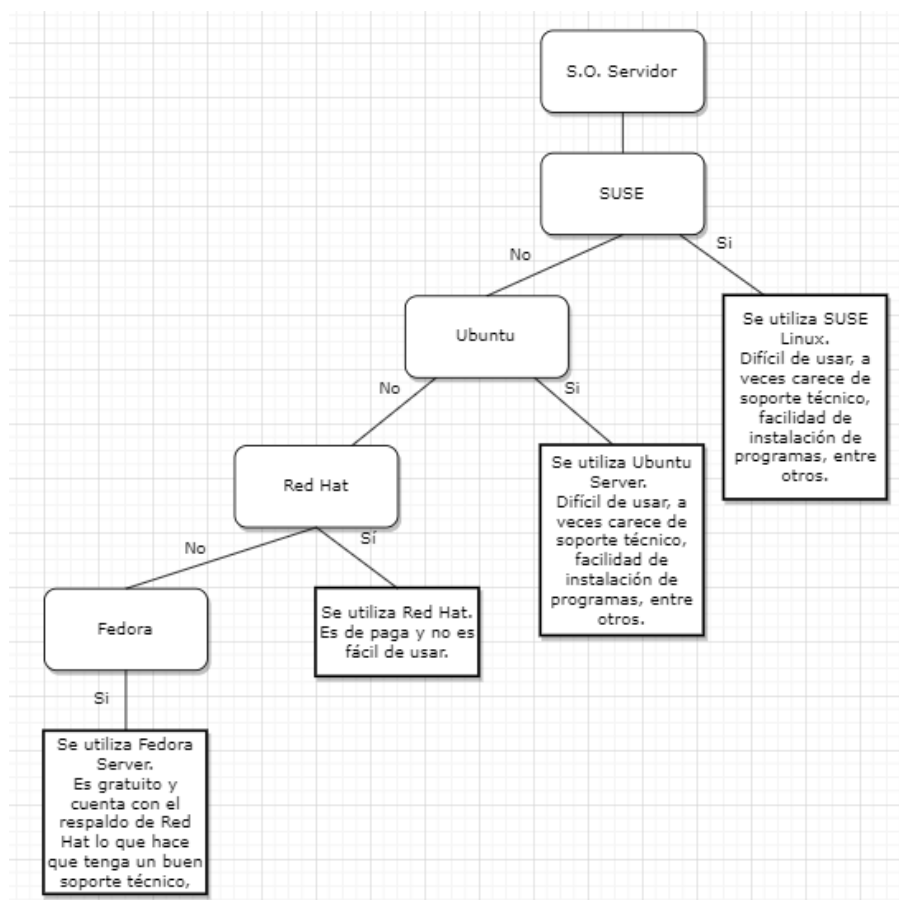 S.O. Servidor
SUSE
No
Si
Ubuntu
Se utiliza SUSE
Linux.
Difícil de usar, a
veces carece de
soporte técnico,
facilidad de
instalación de
programas, entre
otros.
No
Si
Red Hat
Se utiliza Ubuntu
Server.
Difícil de usar, a
veces carece de
soporte técnico,
facilidad de
instalación de
programas, entre
otros.
No
Sí
Fedora
Se utiliza Red Hat.
Es de paga y no es
fácil de usar.
Si
Se utiliza Fedora
Server.
Es gratuito y
cuenta con el
respaldo de Red
Hat lo que hace
que tenga un buen
soporte técnico,